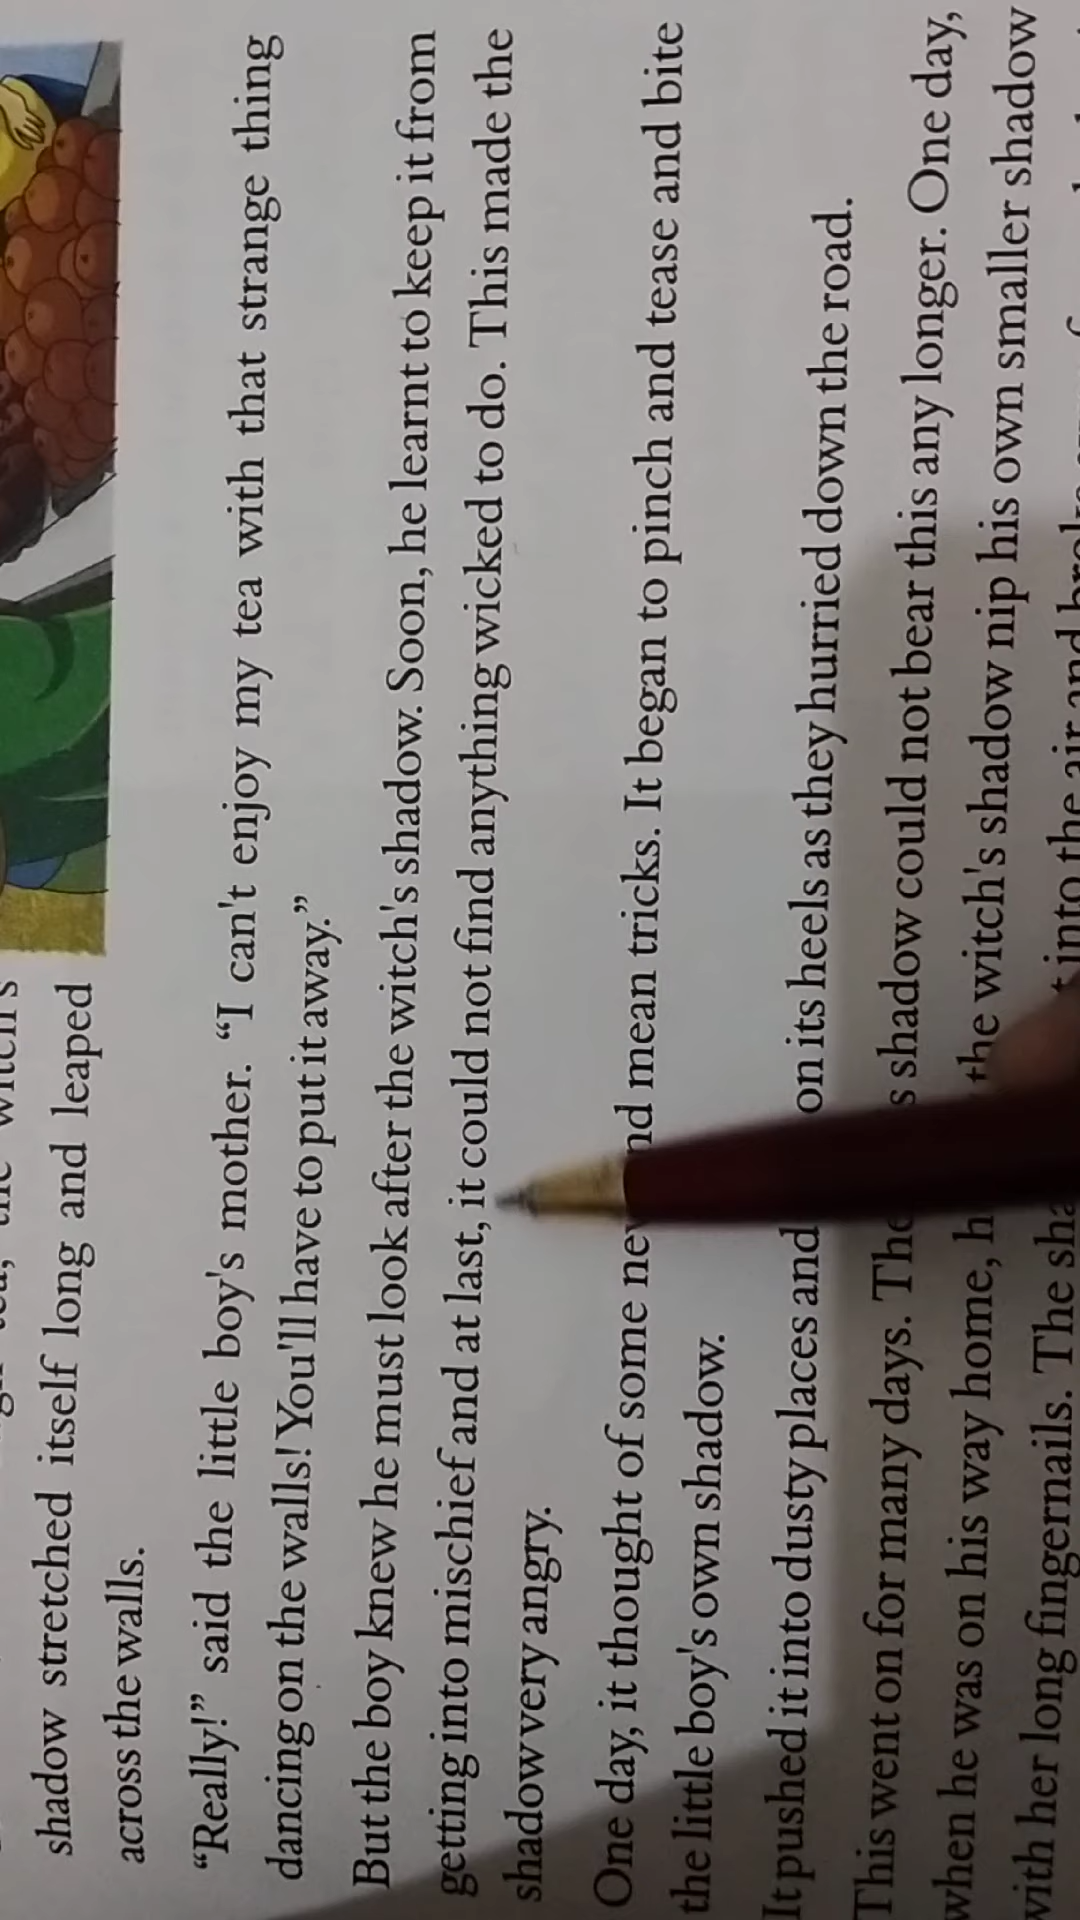 shadow stretched itself long and leaped
across the walls.
“Really!” said the little boy's mother. “I can't enjoy my tea with that strange thing
dancing on the walls! You'll have to put it away.”
But the boy knew he must look after the witch's shadow. Soon, he learnt to keep it from
getting into mischief and at last, it could not find anything wicked to do. This made the
shadow very angry.
One day, it thought of some mean tricks. It began to pinch and tease and bite
the little boy's own shadow.
It pushed it into dusty places and on its heels as they hurried down the road.
This went on for many days. shadow could not bear this any longer. One day,
when he was on his way home, the witch's shadow nip his own smaller shadow
with her long fingernails. The into the air and